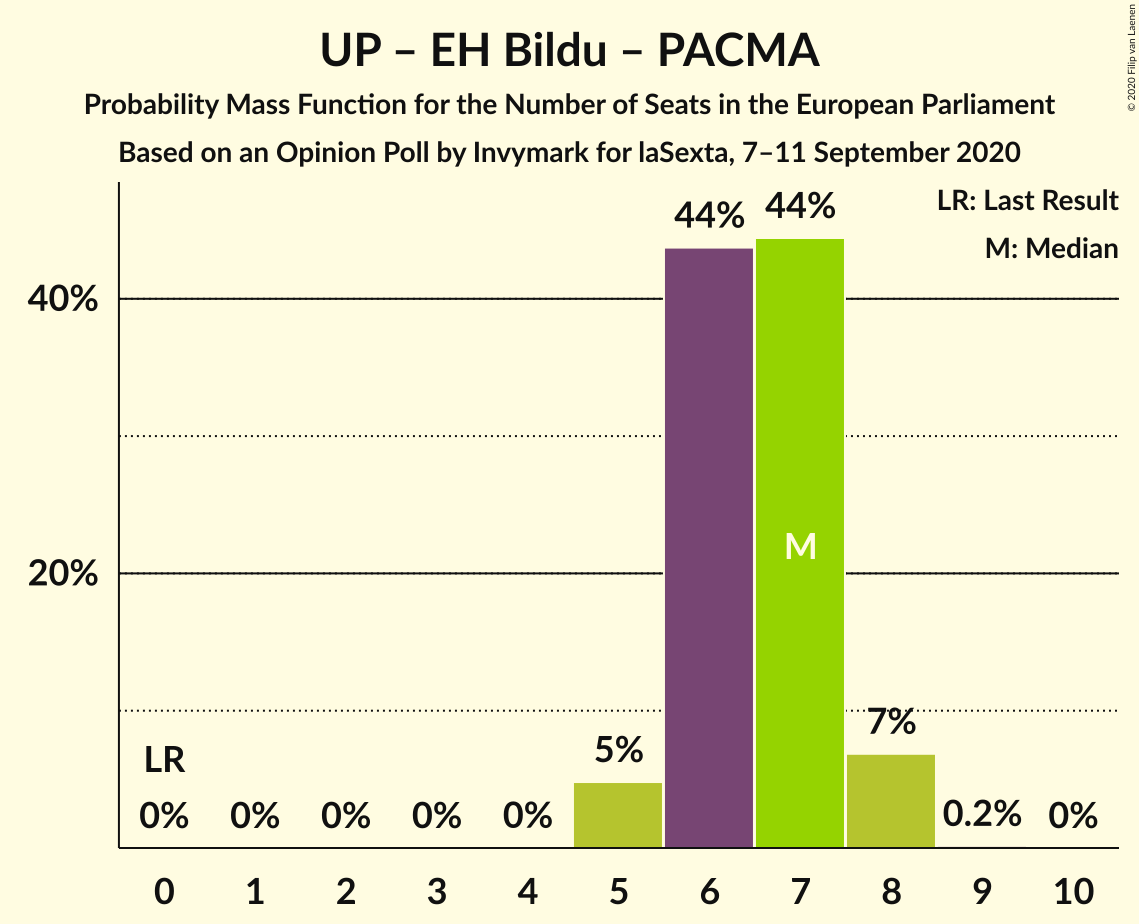 UP – EH Bildu – PACMA
Probability Mass Function for the Number of Seats in the European Parliament
Based on an Opinion Poll by Invymark for laSexta, 7–11 September 2020
© 2020 Filip van Laenen
LR: Last Result
M: Median
40%
20%
LR
0%
0%
0%
0%
0%
5%
44%
44%
M
7%
0.2%
0%
0 1 2 3 4 5 6 7 8 9 10